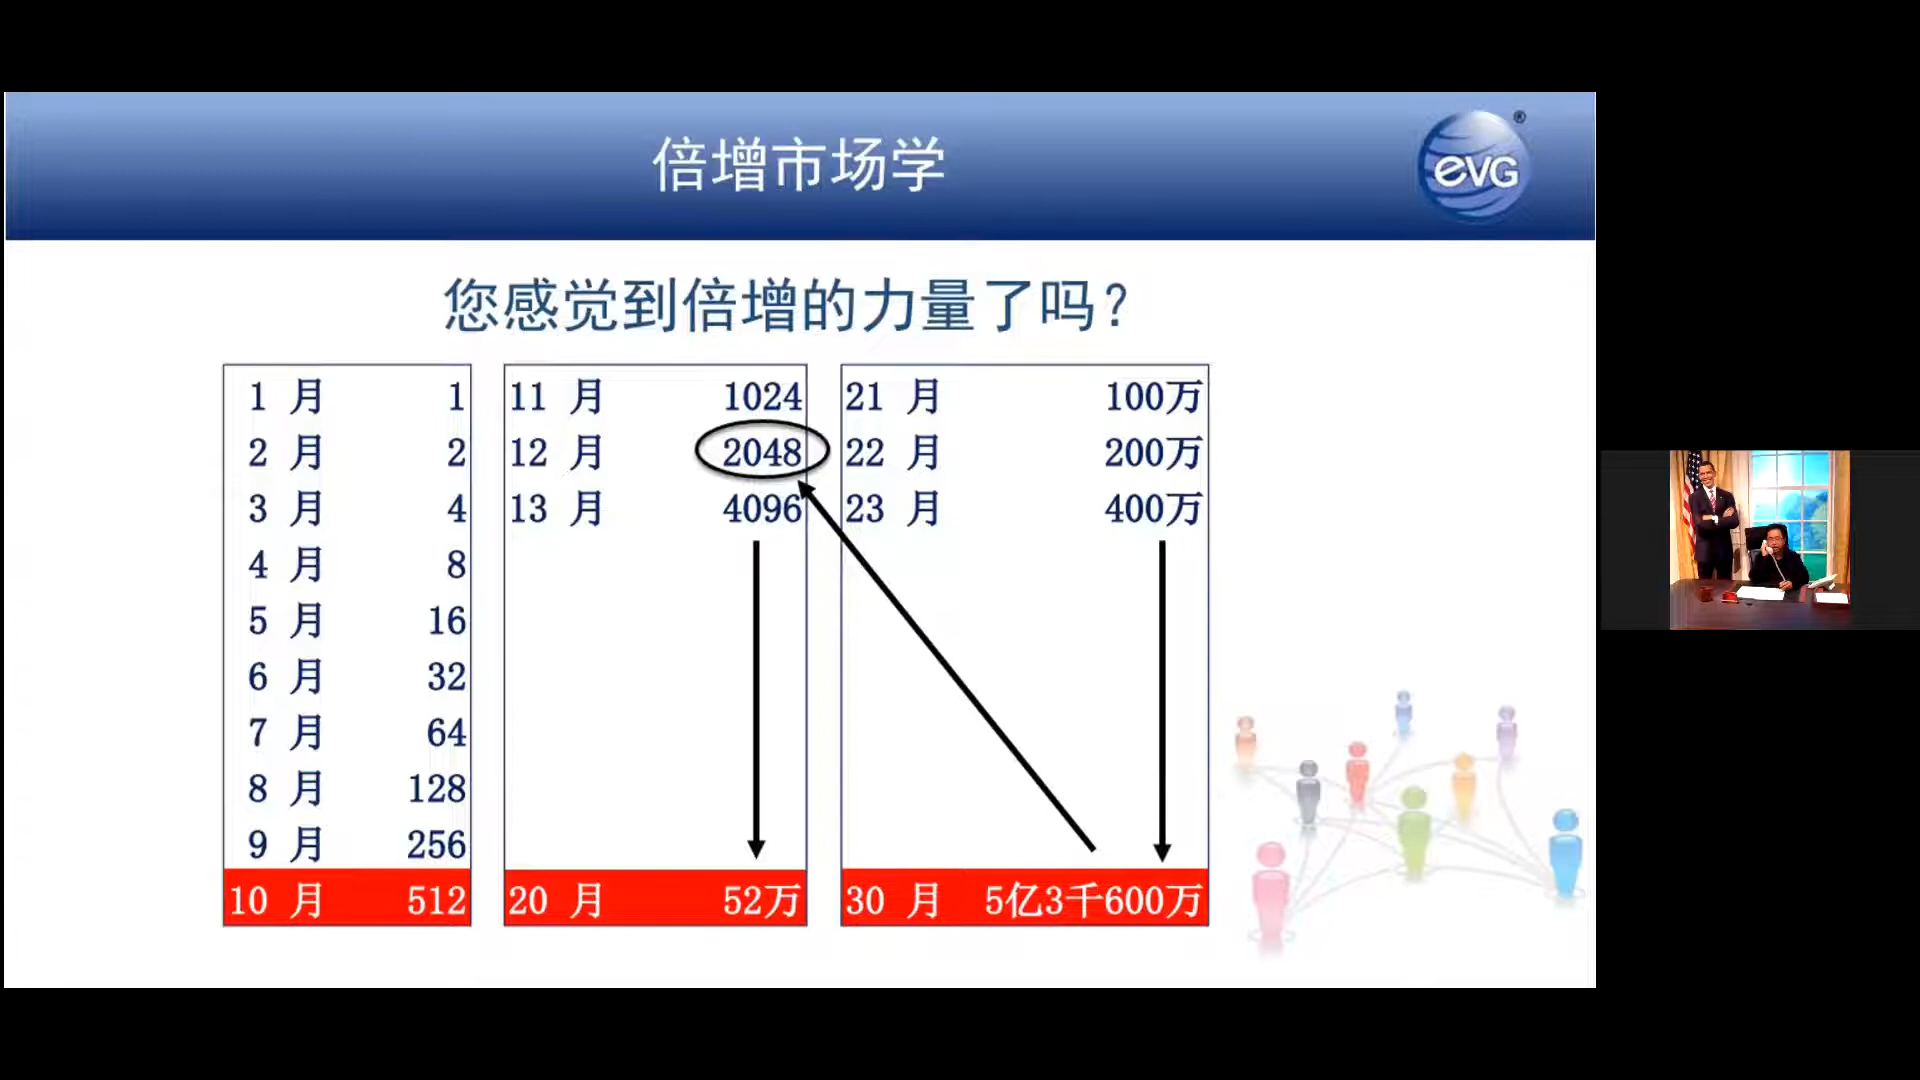 倍增市场学
evG®
您感觉到倍增的力量了吗?
1 月 1
2 月 2
3 月 4
4 月 8
5 月 16
6 月 32
7 月 64
8 月 128
9 月 256
10 月 512
11 月 1024
12 月 2048
13 月 4096
20 月 52万
21 月 100万
22 月 200万
23 月 400万
30 月 5亿3千600万